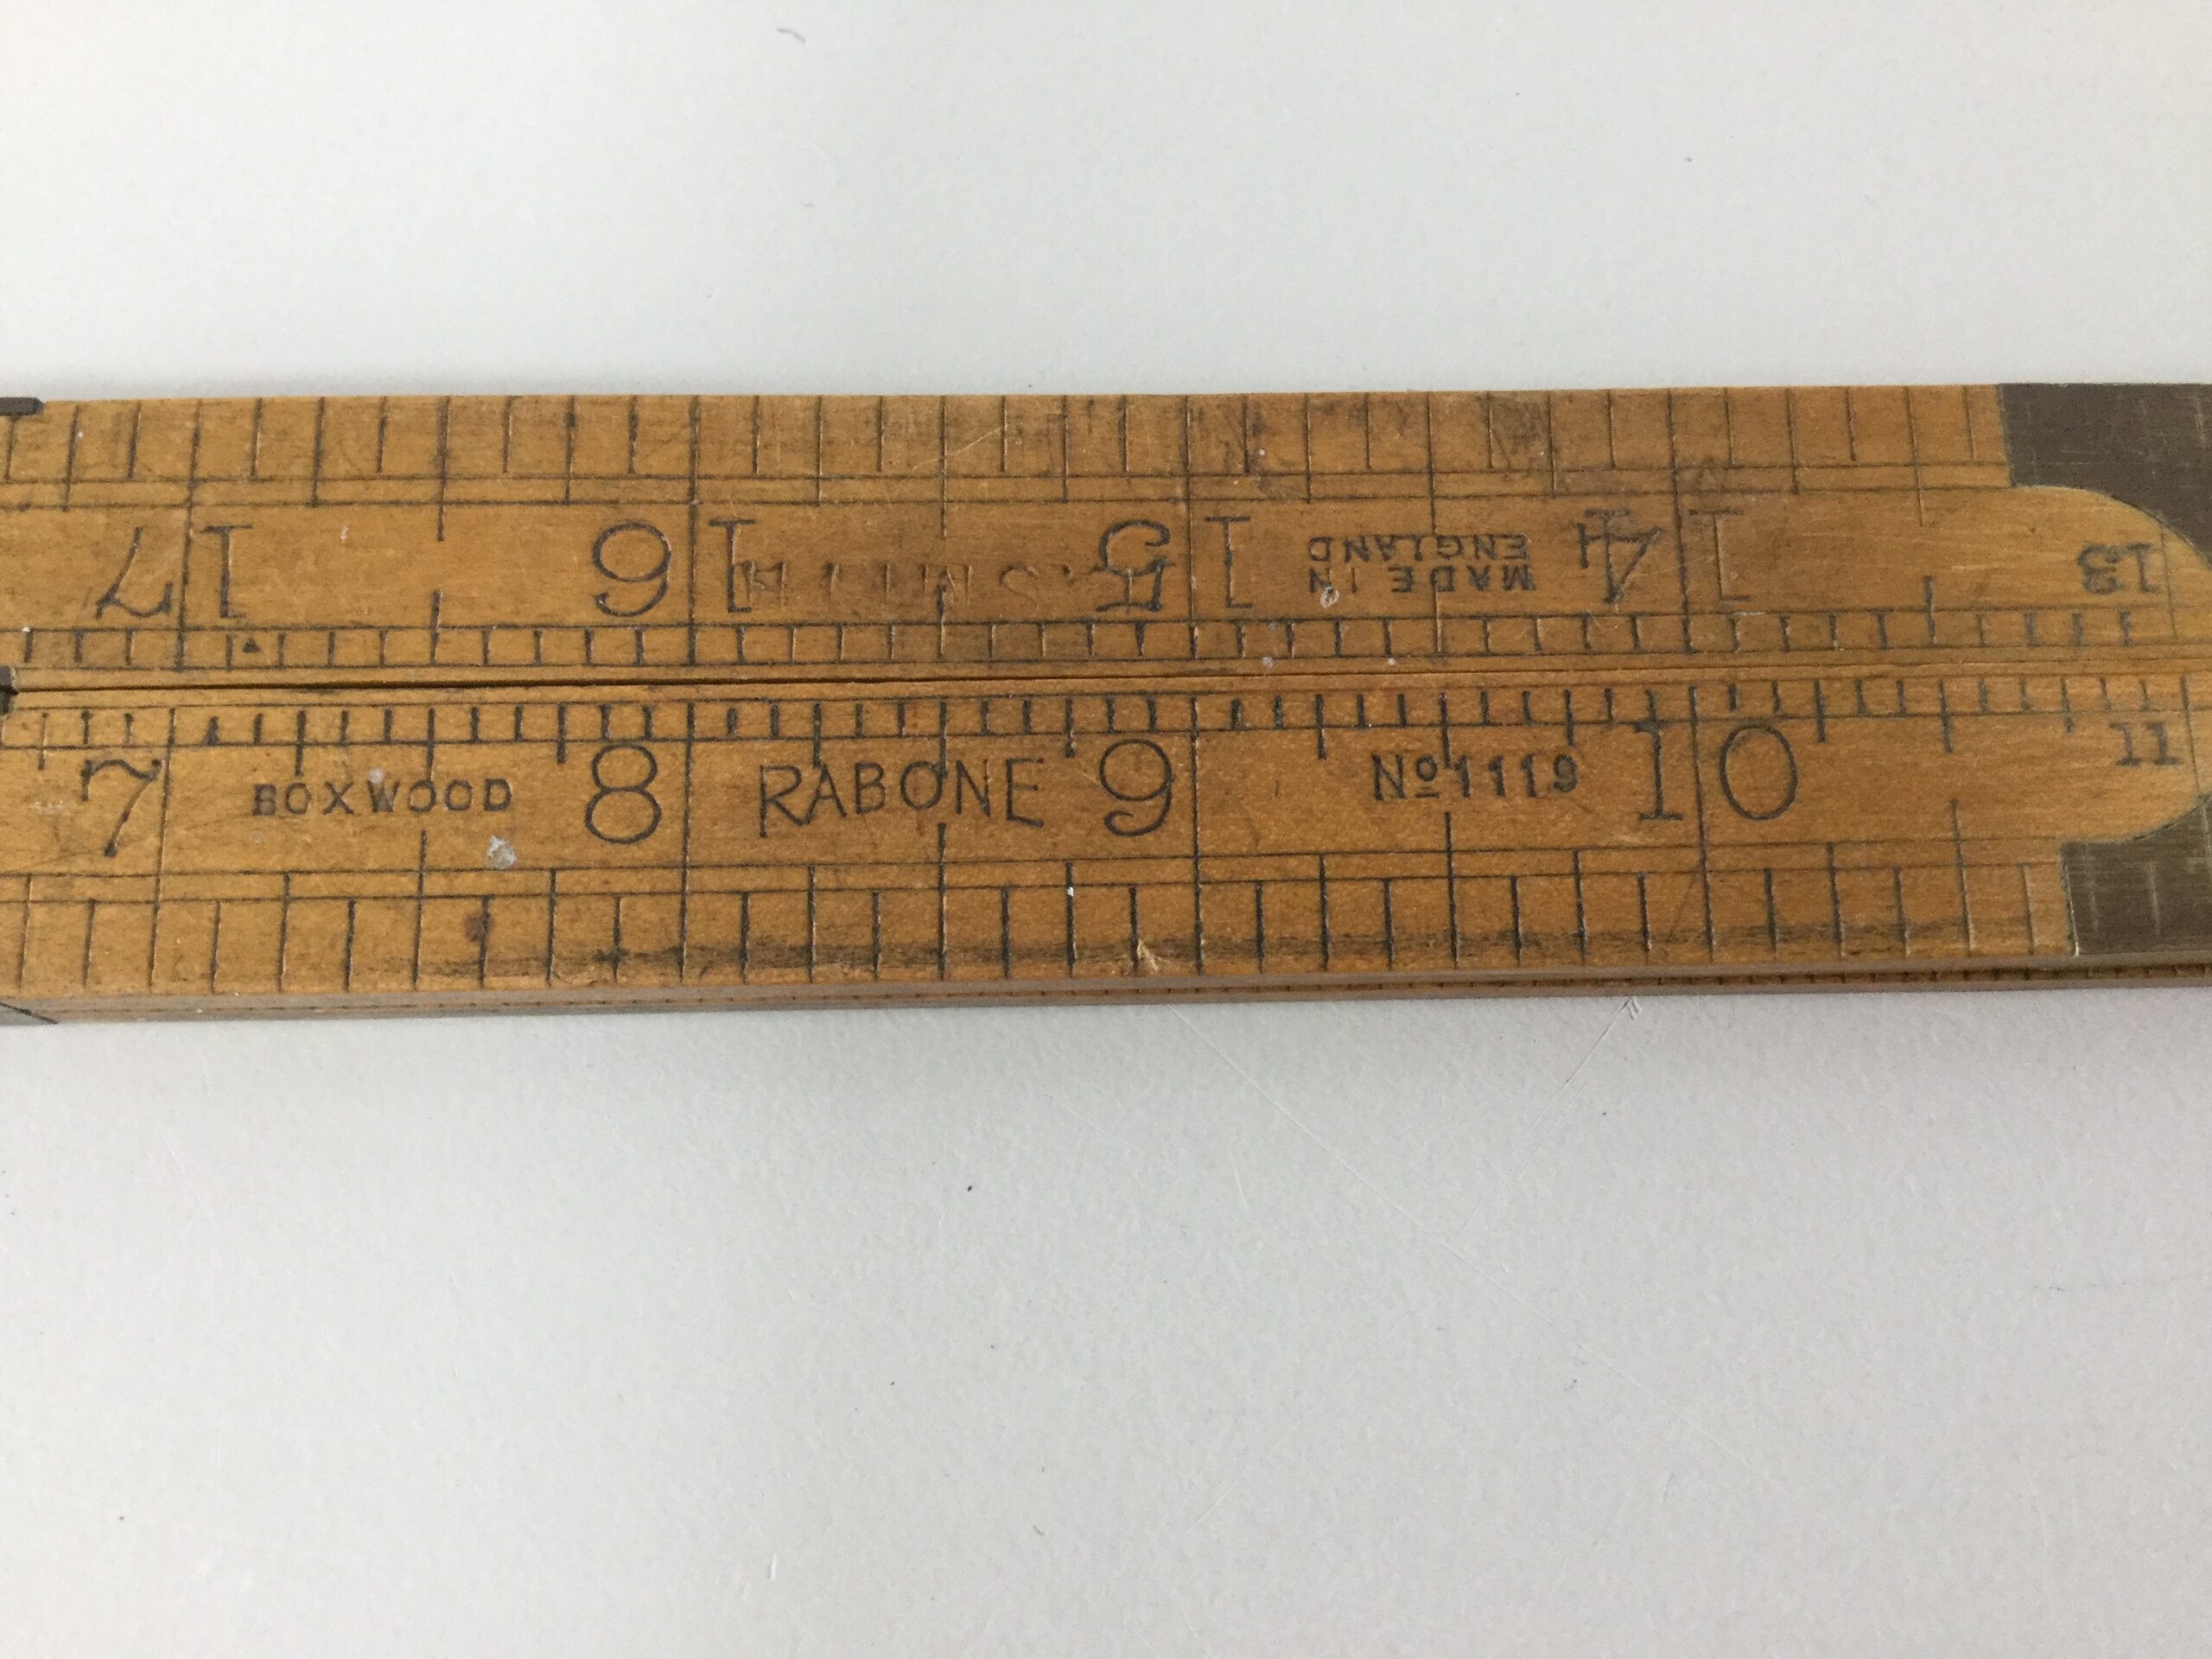 17 16 15 14 13
MADE IN
ENGLAND
7 BOXWOOD 8 RABONE 9 Nº1119 10 11